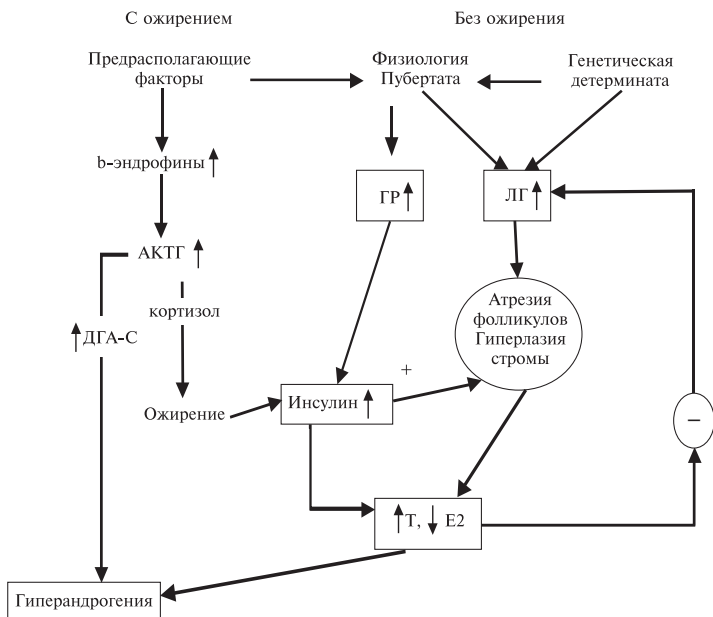 С ожирением
Без ожирения
Предрасполагающие
факторы
Физиология
Пубертата
Генетическая
детермината
b-эндрофины
ГР
ЛГ
АКТГ
кортизол
ДГА-С
Атрезия
фолликулов
Гиперлазия
стромы
+
Ожирение
Инсулин
–
Т, Е2
Гиперандрогения